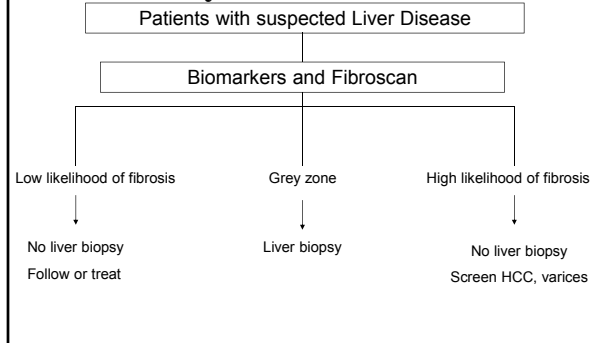 Patients with suspected Liver Disease
Biomarkers and Fibroscan
Low likelihood of fibrosis
Grey zone
High likelihood of fibrosis
No liver biopsy
Follow or treat
Liver biopsy
No liver biopsy
Screen HCC, varices